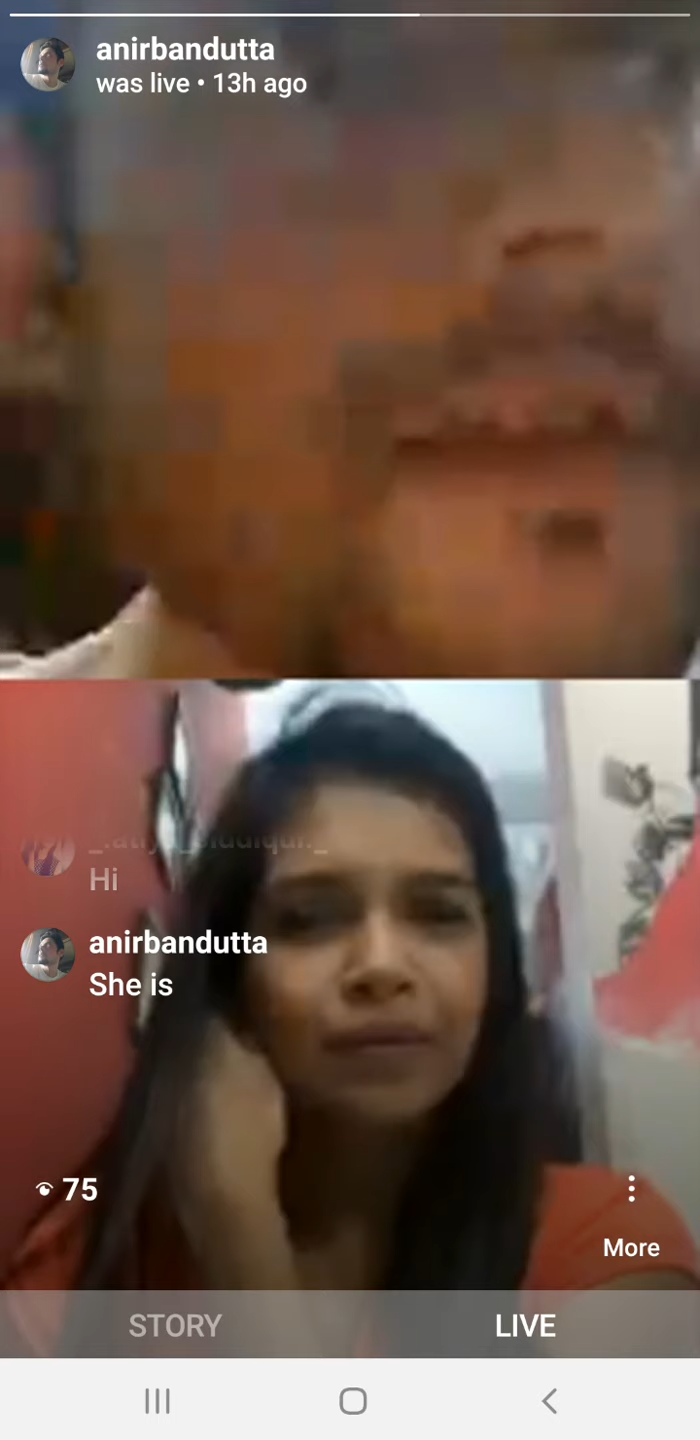 anirbandutta
was live • 13h ago
Hi
anirbandutta
She is
75
More
STORY
LIVE